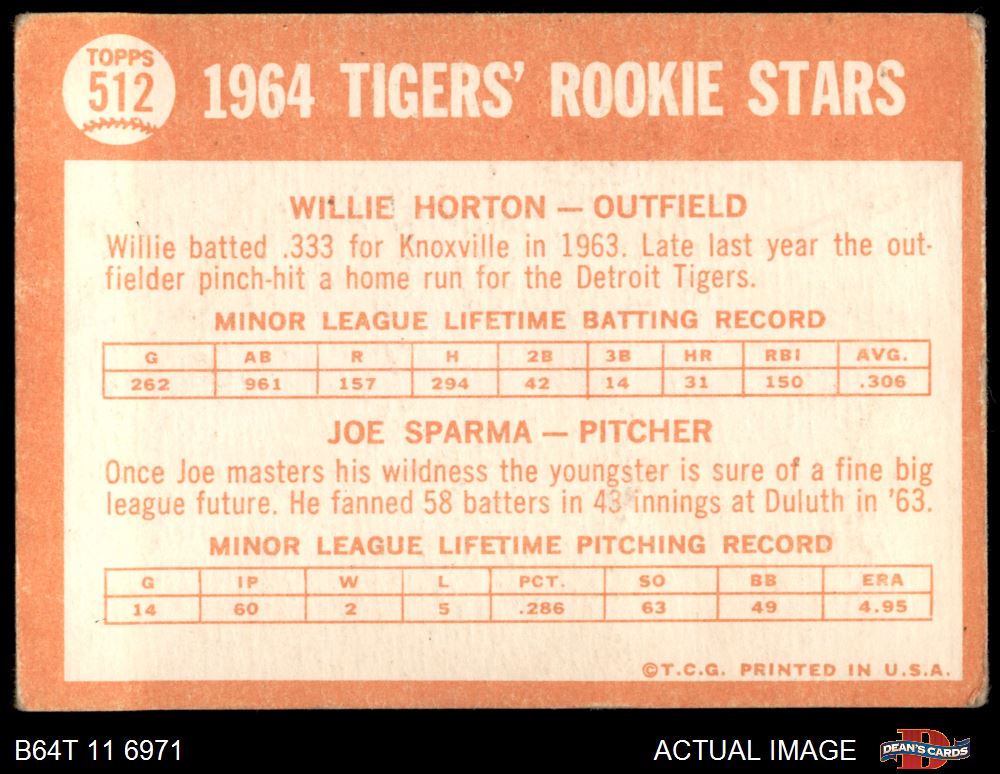 TOPPS
512
1964 TIGERS' ROOKIE STARS
WILLIE HORTON — OUTFIELD
Willie batted .333 for Knoxville in 1963. Late last year the out-
fielder pinch-hit a home run for the Detroit Tigers.
MINOR LEAGUE LIFETIME BATTING RECORD
G AB R H 2B 3B HR RBI AVG.
262 961 157 294 42 14 31 150 .306
JOE SPARMA — PITCHER
Once Joe masters his wildness the youngster is sure of a fine big
league future. He fanned 58 batters in 43 innings at Duluth in '63.
MINOR LEAGUE LIFETIME PITCHING RECORD
G IP W L PCT. SO BB ERA
14 60 2 5 .286 63 49 4.95
©T.C.G. PRINTED IN U.S.A.
B64T 11 6971 ACTUAL IMAGE
DEAN'S CARDS